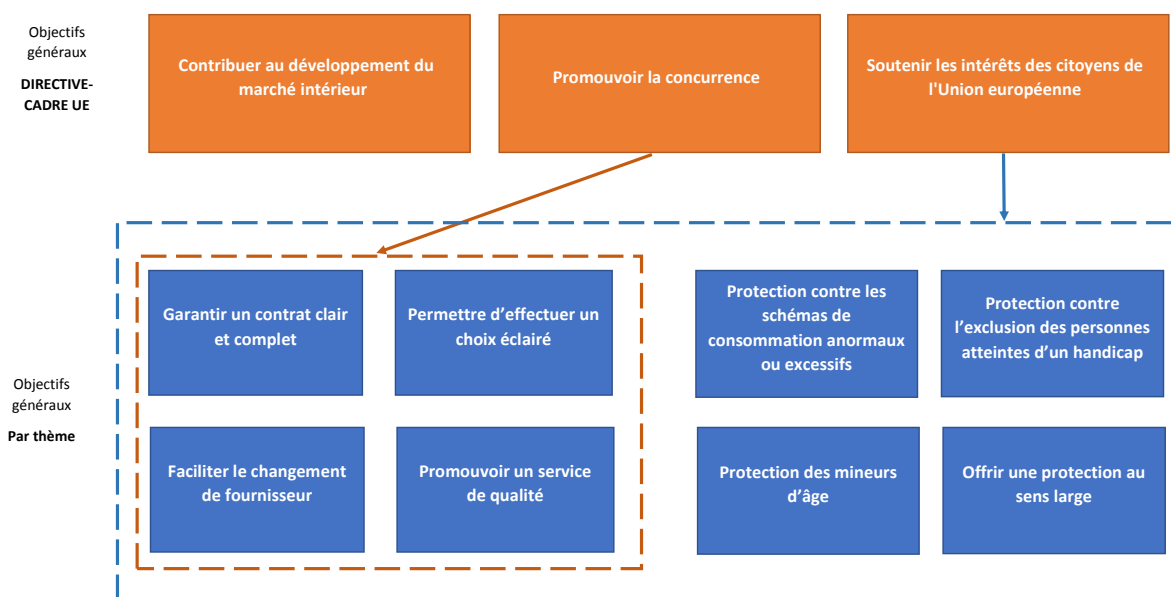 Objectifs
généraux
DIRECTIVE-
CADRE UE
Contribuer au développement du
marché intérieur
Promouvoir la concurrence
Soutenir les intérêts des citoyens de
l'Union européenne
Objectifs
généraux
Par thème
Garantir un contrat clair
et complet
Permettre d’effectuer un
choix éclairé
Protection contre les
schémas de
consommation anormaux
ou excessifs
Protection contre
l’exclusion des personnes
atteintes d’un handicap
Faciliter le changement
de fournisseur
Promouvoir un service
de qualité
Protection des mineurs
d’âge
Offrir une protection au
sens large